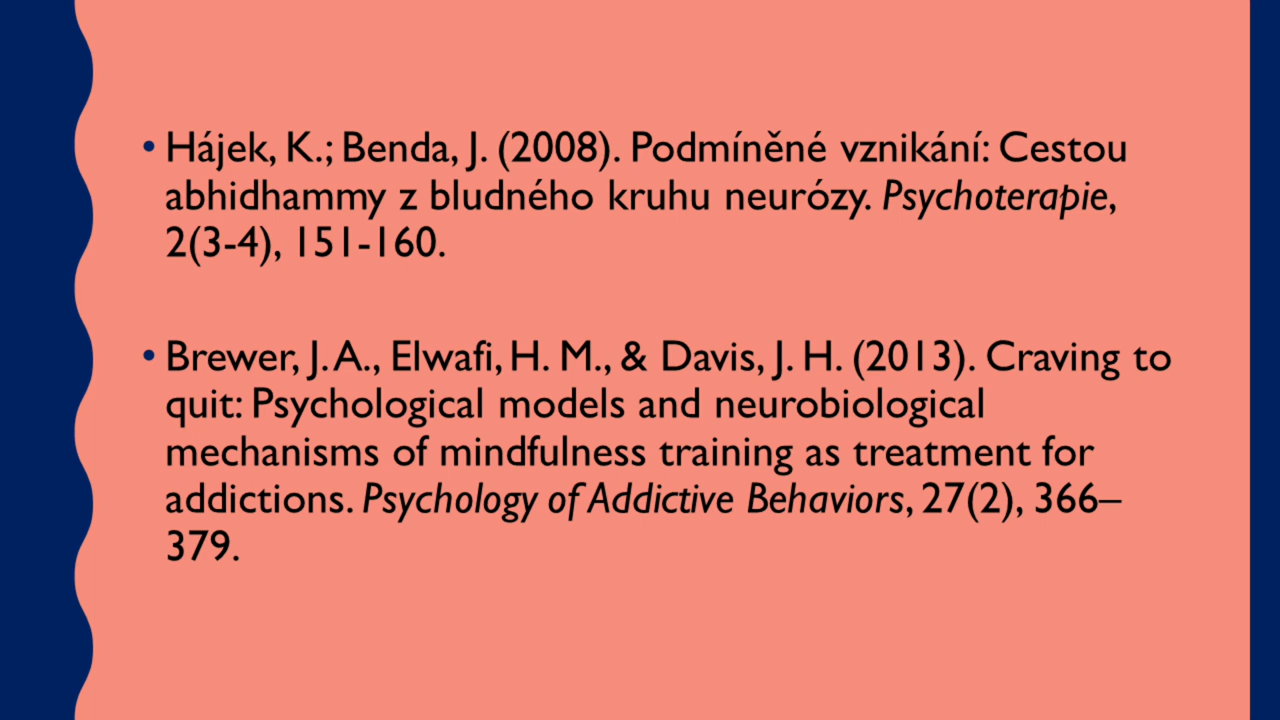 • Hájek, K.; Benda, J. (2008). Podmíněné vznikání: Cestou
abhidhammy z bludného kruhu neurózy. Psychoterapie,
2(3-4), 151-160.
• Brewer, J. A., Elwafi, H. M., & Davis, J. H. (2013). Craving to
quit: Psychological models and neurobiological
mechanisms of mindfulness training as treatment for
addictions. Psychology of Addictive Behaviors, 27(2), 366–
379.